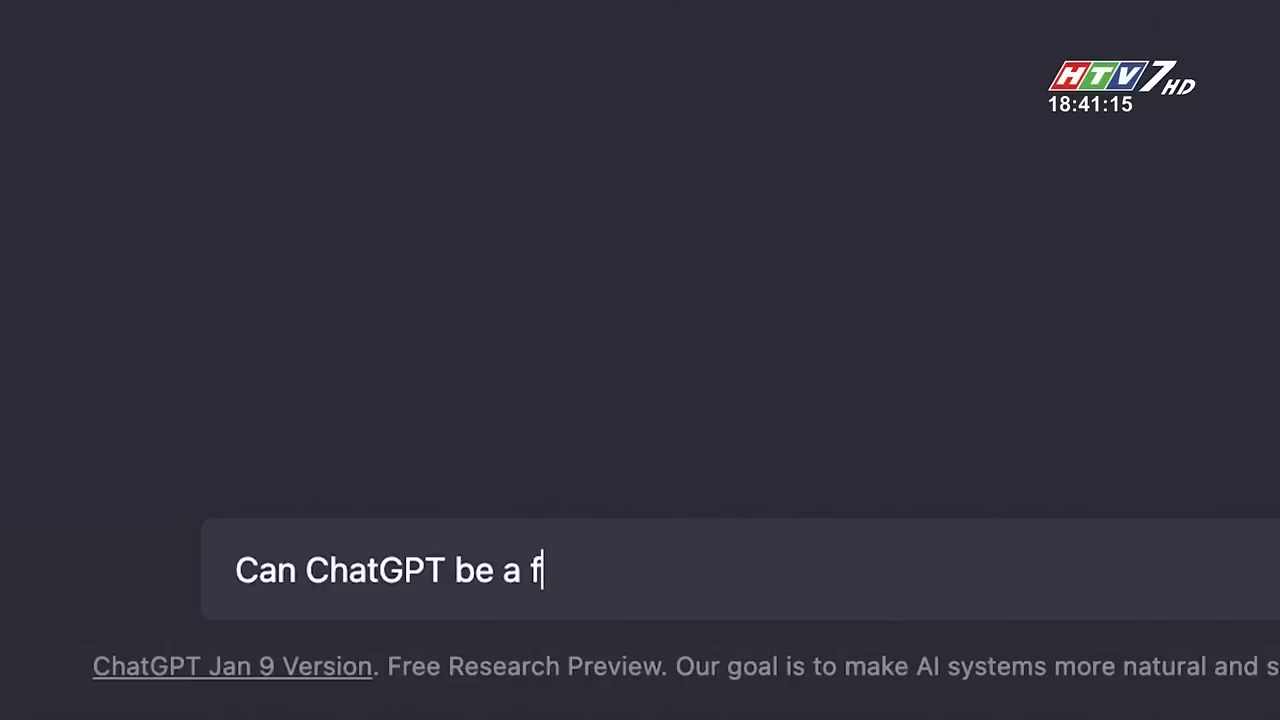 HTV7 HD
18:41:15
Can ChatGPT be a f
ChatGPT Jan 9 Version. Free Research Preview. Our goal is to make AI systems more natural and s